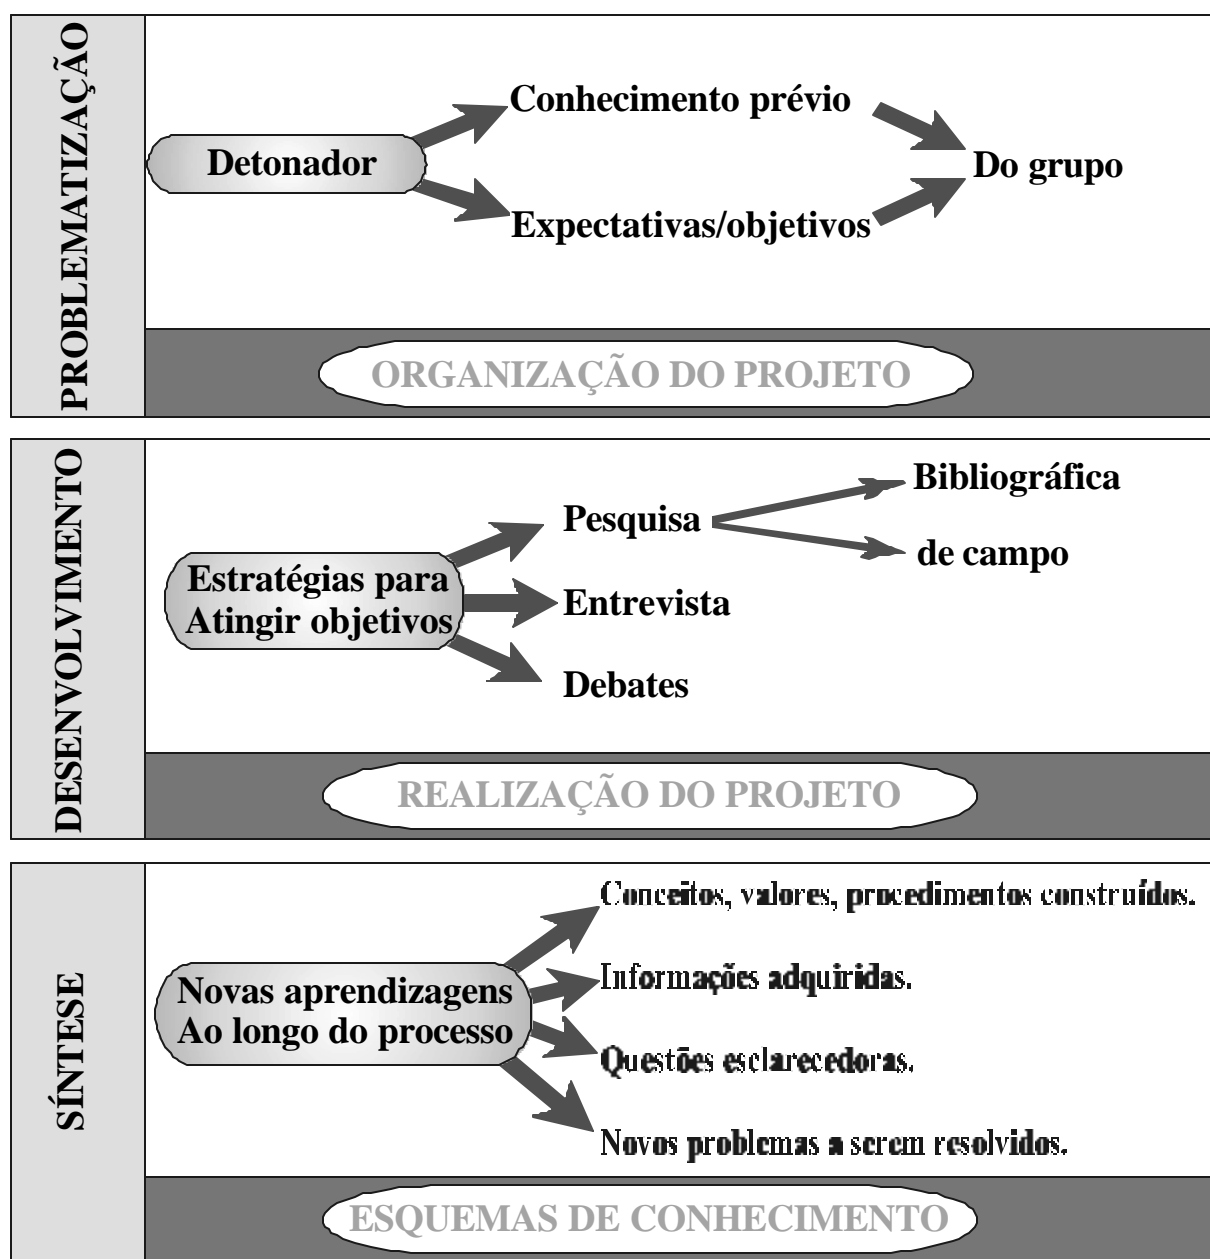 PROBLEMATIZAÇÃO
Detonador
Conhecimento prévio
Expectativas/objetivos
Do grupo
ORGANIZAÇÃO DO PROJETO
DESENVOLVIMENTO
Estratégias para
Atingir objetivos
Pesquisa
Bibliográfica
de campo
Entrevista
Debates
REALIZAÇÃO DO PROJETO
SÍNTESE
Novas aprendizagens
Ao longo do processo
Conceitos, valores, procedimentos construídos.
Informações adquiridas.
Questões esclarecedoras.
Novos problemas a serem resolvidos.
ESQUEMAS DE CONHECIMENTO